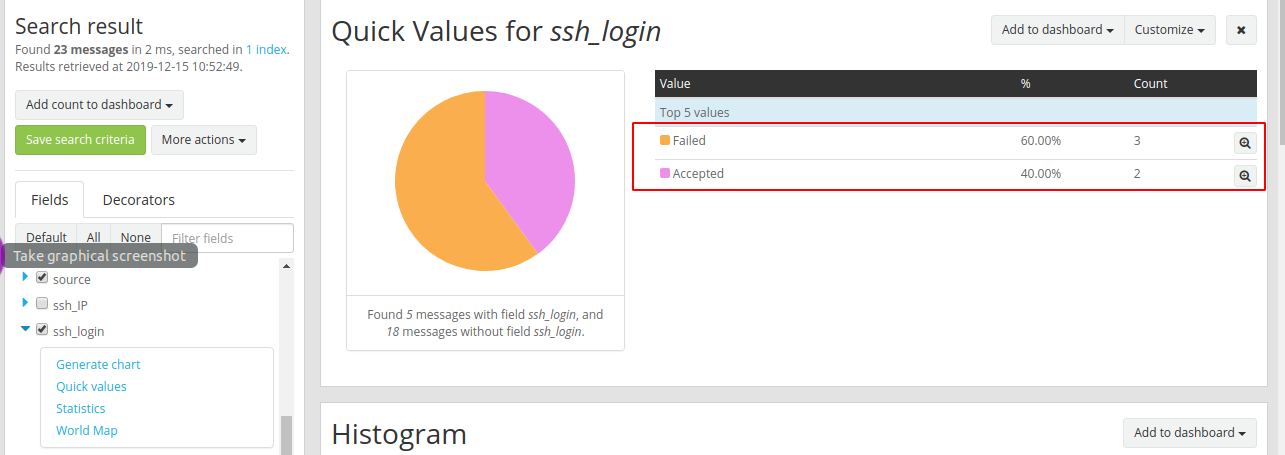 Search result
Found 23 messages in 2 ms, searched in 1 index.
Results retrieved at 2019-12-15 10:52:49.
Add count to dashboard
Save search criteria
More actions
Fields
Decorators
Default
All
None
Filter fields
Take graphical screenshot
source
ssh_IP
ssh_login
Generate chart
Quick values
Statistics
World Map
Quick Values for ssh_login
Add to dashboard
Customize
Found 5 messages with field ssh_login, and
18 messages without field ssh_login.
Value % Count
Top 5 values
Failed 60.00% 3
Accepted 40.00% 2
Histogram
Add to dashboard